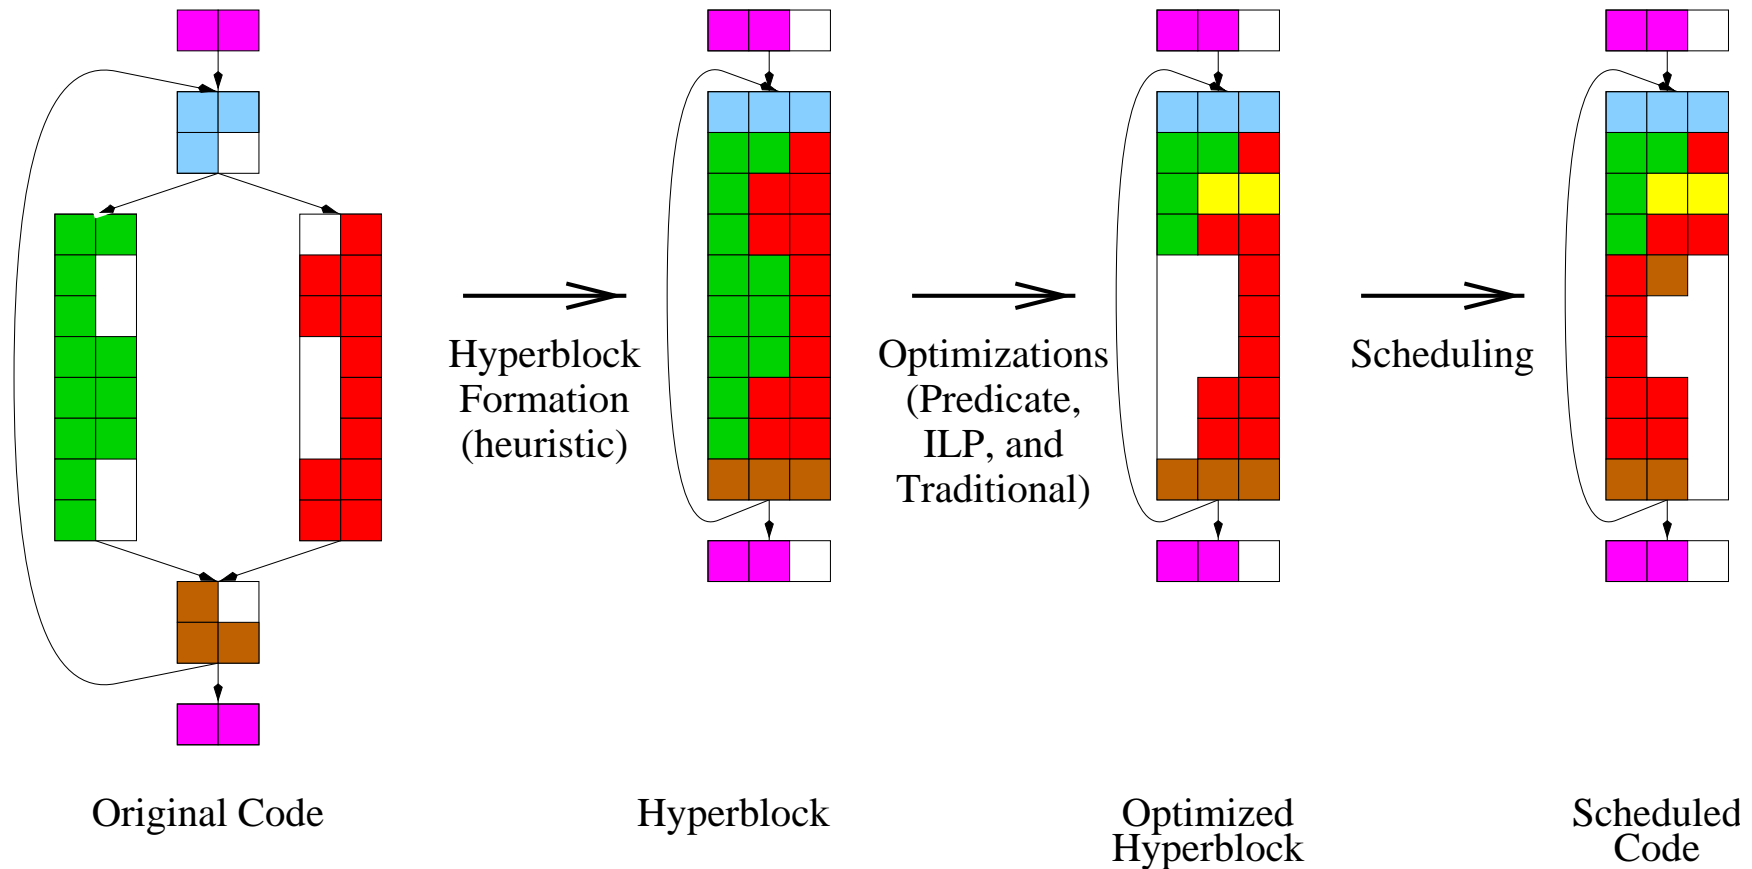 Hyperblock
Formation
(heuristic)
Optimizations
(Predicate,
ILP, and
Traditional)
Scheduling
Original Code
Hyperblock
Optimized
Hyperblock
Scheduled
Code